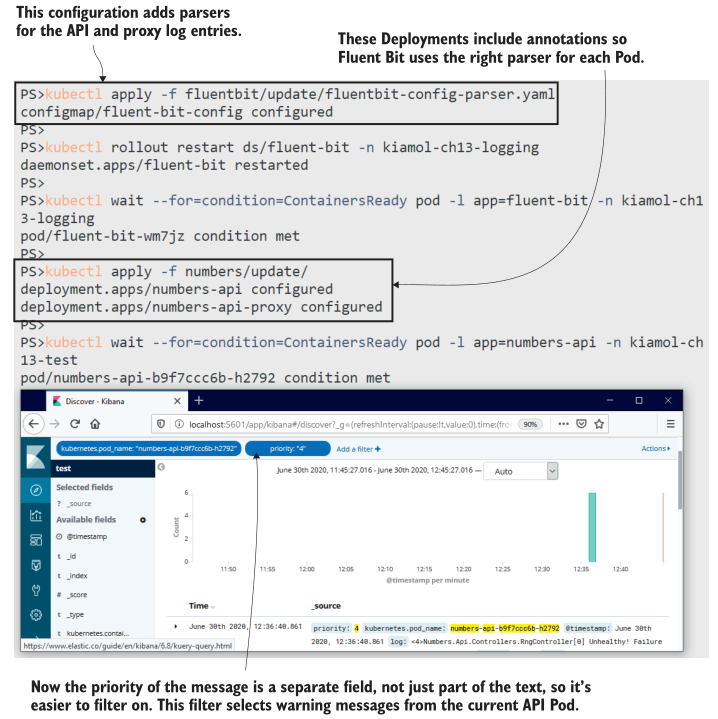 This configuration adds parsers
for the API and proxy log entries.
These Deployments include annotations so
Fluent Bit uses the right parser for each Pod.
PS>kubectl apply -f fluentbit/update/fluentbit-config-parser.yaml
configmap/fluent-bit-config configured
PS>
PS>kubectl rollout restart ds/fluent-bit -n kiamol-ch13-logging
daemonset.apps/fluent-bit restarted
PS>
PS>kubectl wait --for=condition=ContainersReady pod -l app=fluent-bit -n kiamol-ch1
3-logging
pod/fluent-bit-wm7jz condition met
PS>
PS>kubectl apply -f numbers/update/
deployment.apps/numbers-api configured
deployment.apps/numbers-api-proxy configured
PS>
PS>kubectl wait --for=condition=ContainersReady pod -l app=numbers-api -n kiamol-ch
13-test
pod/numbers-api-b9f7ccc6b-h2792 condition met
Discover - Kibana
localhost:5601/app/kibana#/discover?_g=(refreshInterval:(pause:!t,value:0),time:(fro 90%
kubernetes.pod_name: "numbers-api-b9f7ccc6b-h2792" priority: "4" Add a filter + Actions
test
June 30th 2020, 11:45:27.016 - June 30th 2020, 12:45:27.016 — Auto
Selected fields
? _source
Available fields
@timestamp
t _id
t _index
# _score
t _type
t kubernetes.contai...
Count
6
4
2
0
11:50 11:55 12:00 12:05 12:10 12:15 12:20 12:25 12:30 12:35 12:40
@timestamp per minute
Time _source
June 30th 2020, 12:36:40.861 priority: 4 kubernetes.pod_name: numbers-api-b9f7ccc6b-h2792 @timestamp: June 30th
2020, 12:36:40.861 log: <4>Numbers.Api.Controllers.RngController[0] Unhealthy! Failure
https://www.elastic.co/guide/en/kibana/6.8/kuery-query.html
Now the priority of the message is a separate field, not just part of the text, so it's
easier to filter on. This filter selects warning messages from the current API Pod.